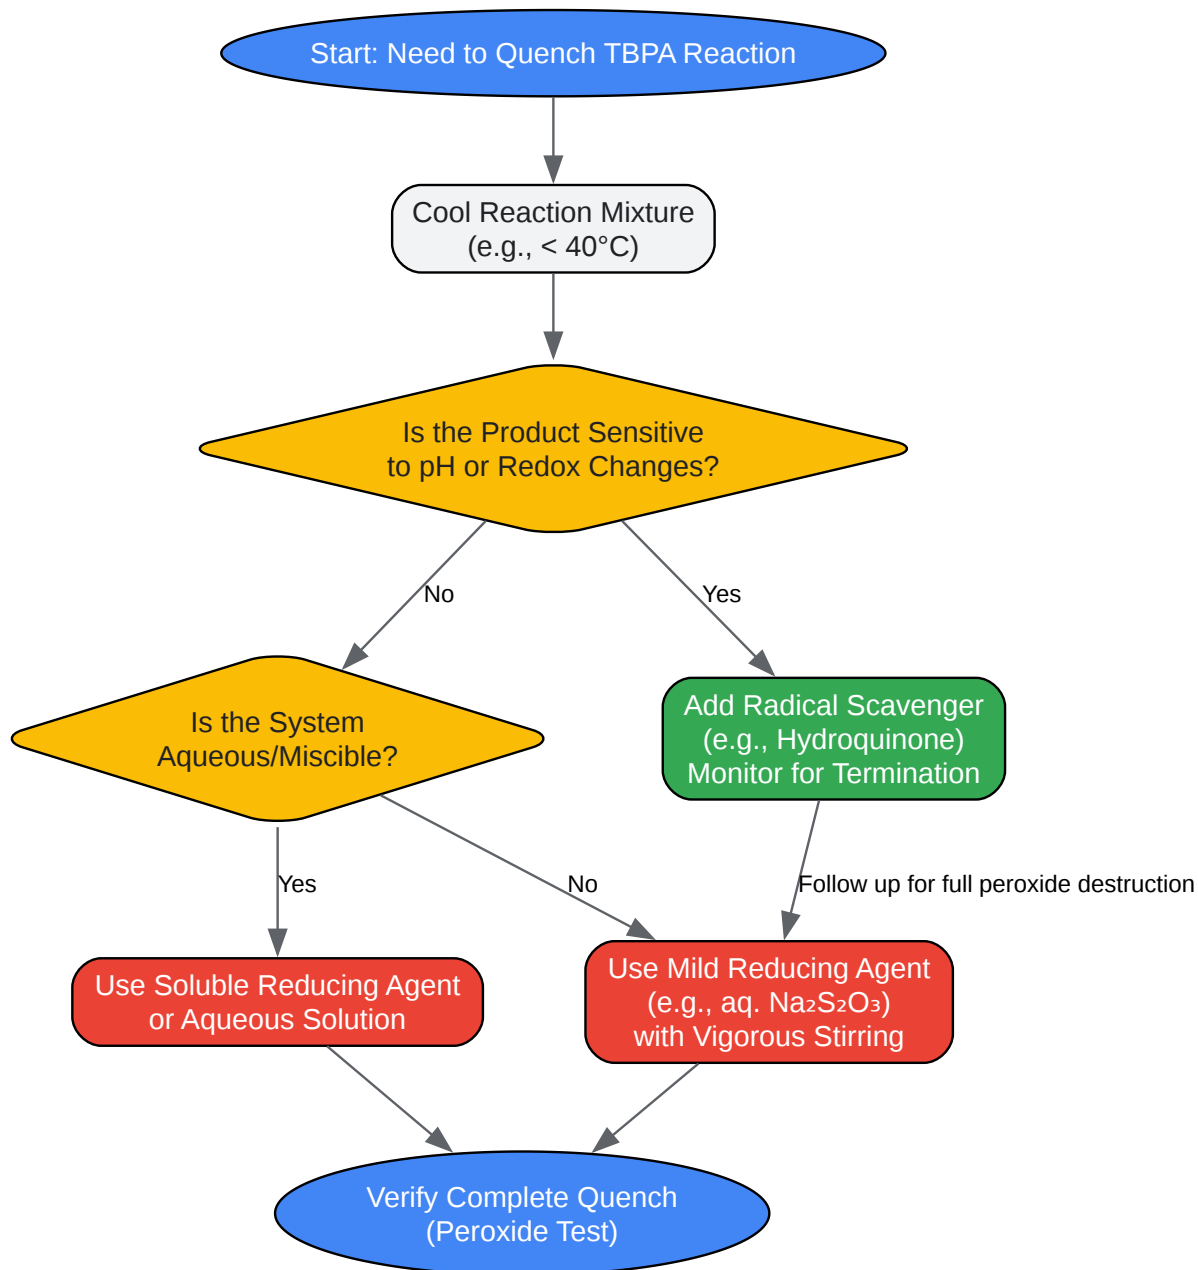 Start: Need to Quench TBPA Reaction
Cool Reaction Mixture
(e.g., < 40°C)
Is the Product Sensitive
to pH or Redox Changes?
No
Yes
Is the System
Aqueous/Miscible?
Add Radical Scavenger
(e.g., Hydroquinone)
Monitor for Termination
Yes
No
Follow up for full peroxide destruction
Use Soluble Reducing Agent
or Aqueous Solution
Use Mild Reducing Agent
(e.g., aq. Na₂S₂O₃)
with Vigorous Stirring
Verify Complete Quench
(Peroxide Test)